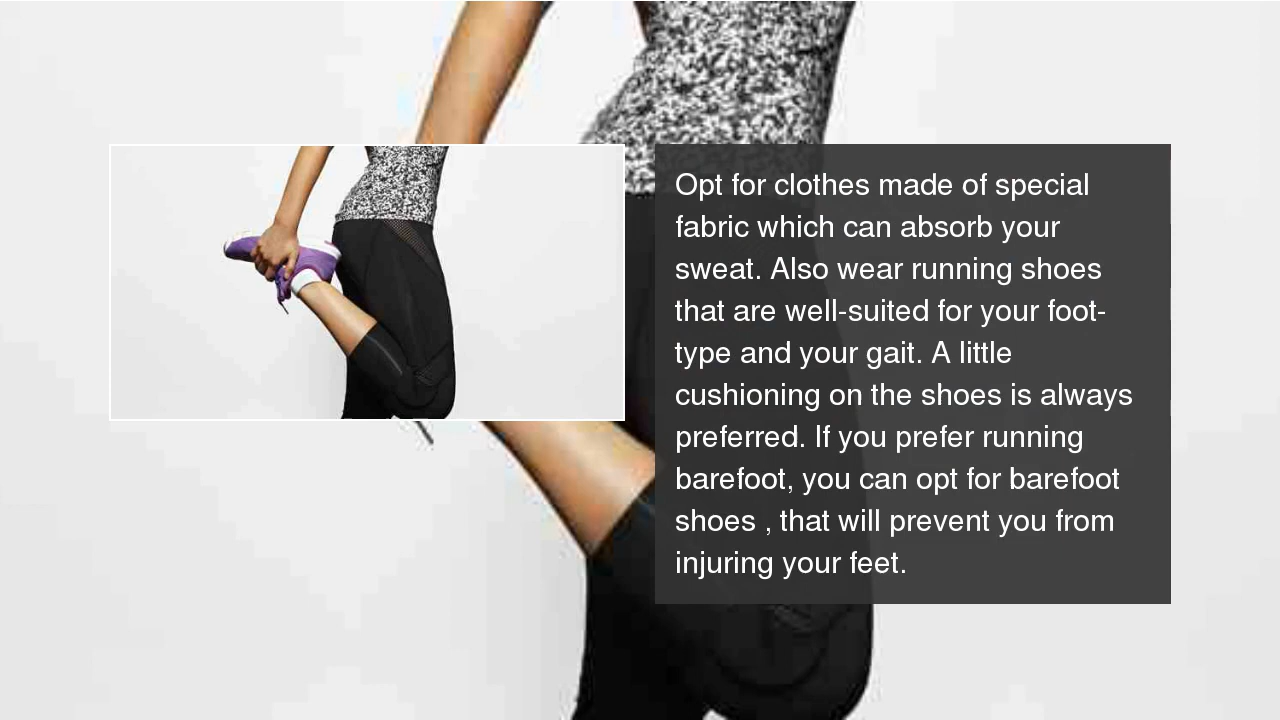 Opt for clothes made of special
fabric which can absorb your
sweat. Also wear running shoes
that are well-suited for your foot-
type and your gait. A little
cushioning on the shoes is always
preferred. If you prefer running
barefoot, you can opt for barefoot
shoes , that will prevent you from
injuring your feet.